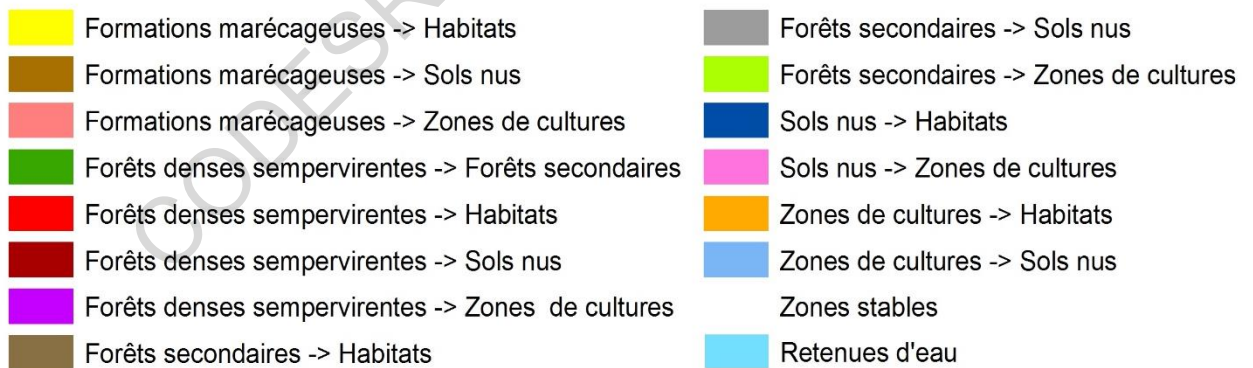 Formations marécageuses -> Habitats
Formations marécageuses -> Sols nus
Formations marécageuses -> Zones de cultures
Forêts denses sempervirentes -> Forêts secondaires
Forêts denses sempervirentes -> Habitats
Forêts denses sempervirentes -> Sols nus
Forêts denses sempervirentes -> Zones de cultures
Forêts secondaires -> Habitats
Forêts secondaires -> Sols nus
Forêts secondaires -> Zones de cultures
Sols nus -> Habitats
Sols nus -> Zones de cultures
Zones de cultures -> Habitats
Zones de cultures -> Sols nus
Zones stables
Retenues d'eau